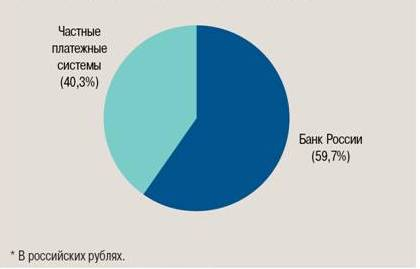 Частные
платежные
системы
(40,3%)
Банк России
(59,7%)
* В российских рублях.